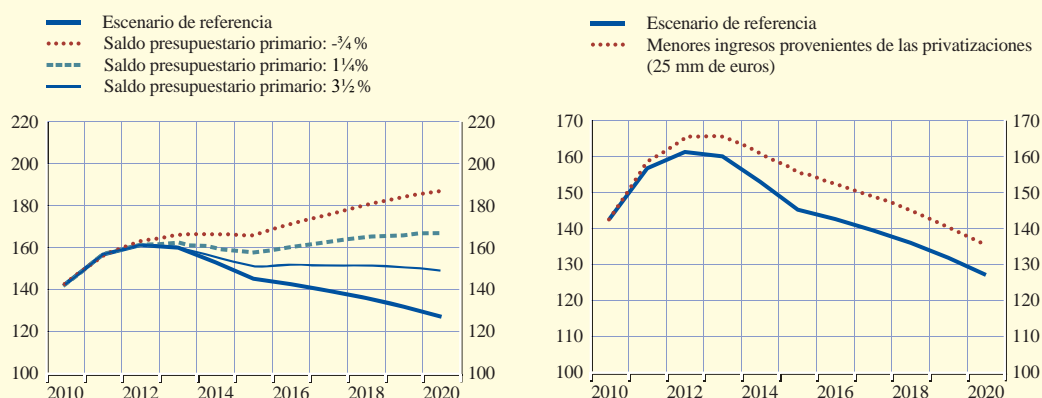 Escenario de referencia
Saldo presupuestario primario: -¾%
Saldo presupuestario primario: 1¼%
Saldo presupuestario primario: 3½%
220 220
200 200
180 180
160 160
140 140
120 120
100 100
2010 2012 2014 2016 2018 2020
Escenario de referencia
Menores ingresos provenientes de las privatizaciones
(25 mm de euros)
170 170
160 160
150 150
140 140
130 130
120 120
110 110
100 100
2010 2012 2014 2016 2018 2020